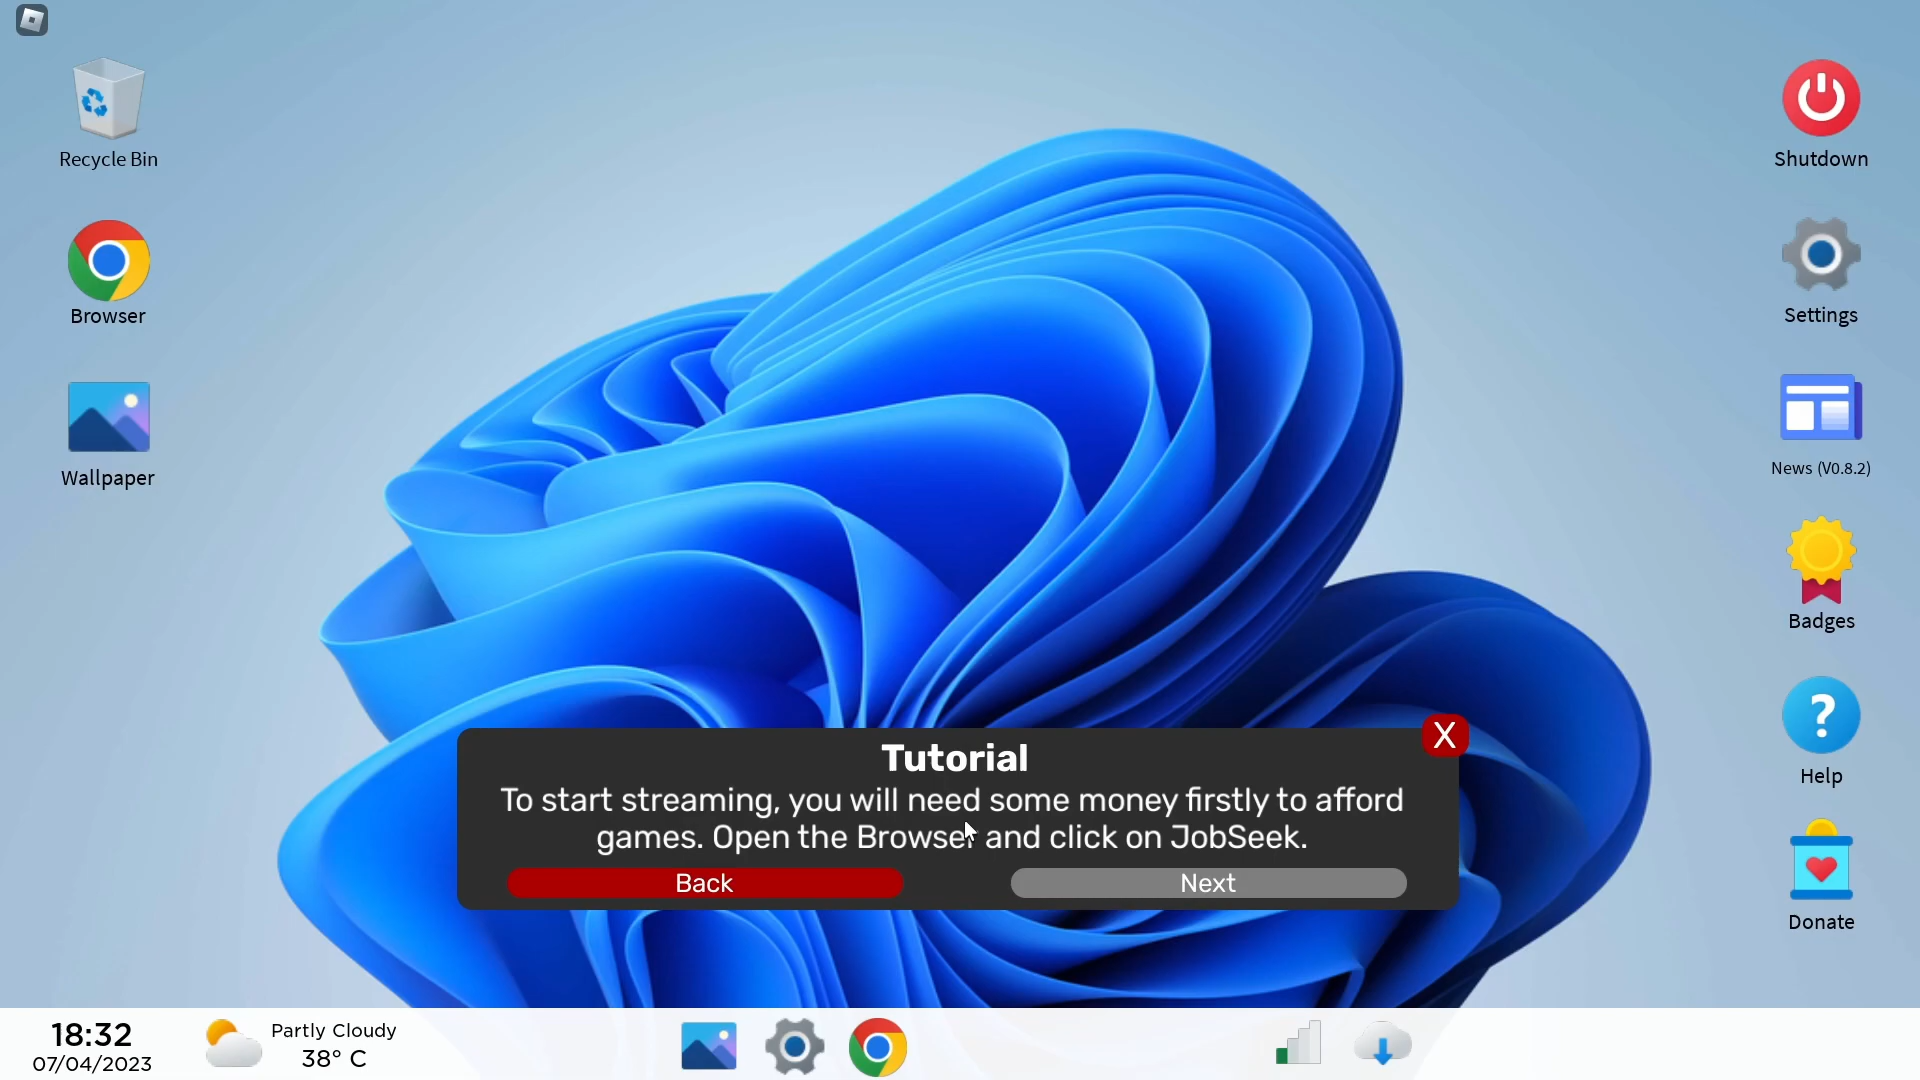 Recycle Bin
Browser
Wallpaper
Shutdown
Settings
News (V0.8.2)
Badges
?
Help
Donate
X
Tutorial
To start streaming, you will need some money firstly to afford
games. Open the Browser and click on JobSeek.
Back
Next
18:32
07/04/2023
Partly Cloudy
38° C